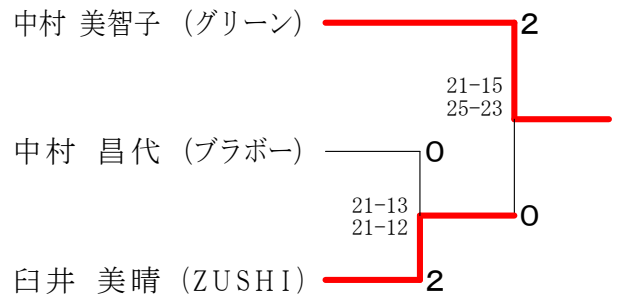 中村 美智子 (グリーン)
2
21-15
25-23
中村 昌代 (ブラボー)
0
21-13
21-12
0
臼井 美晴 (ZUSHI)
2